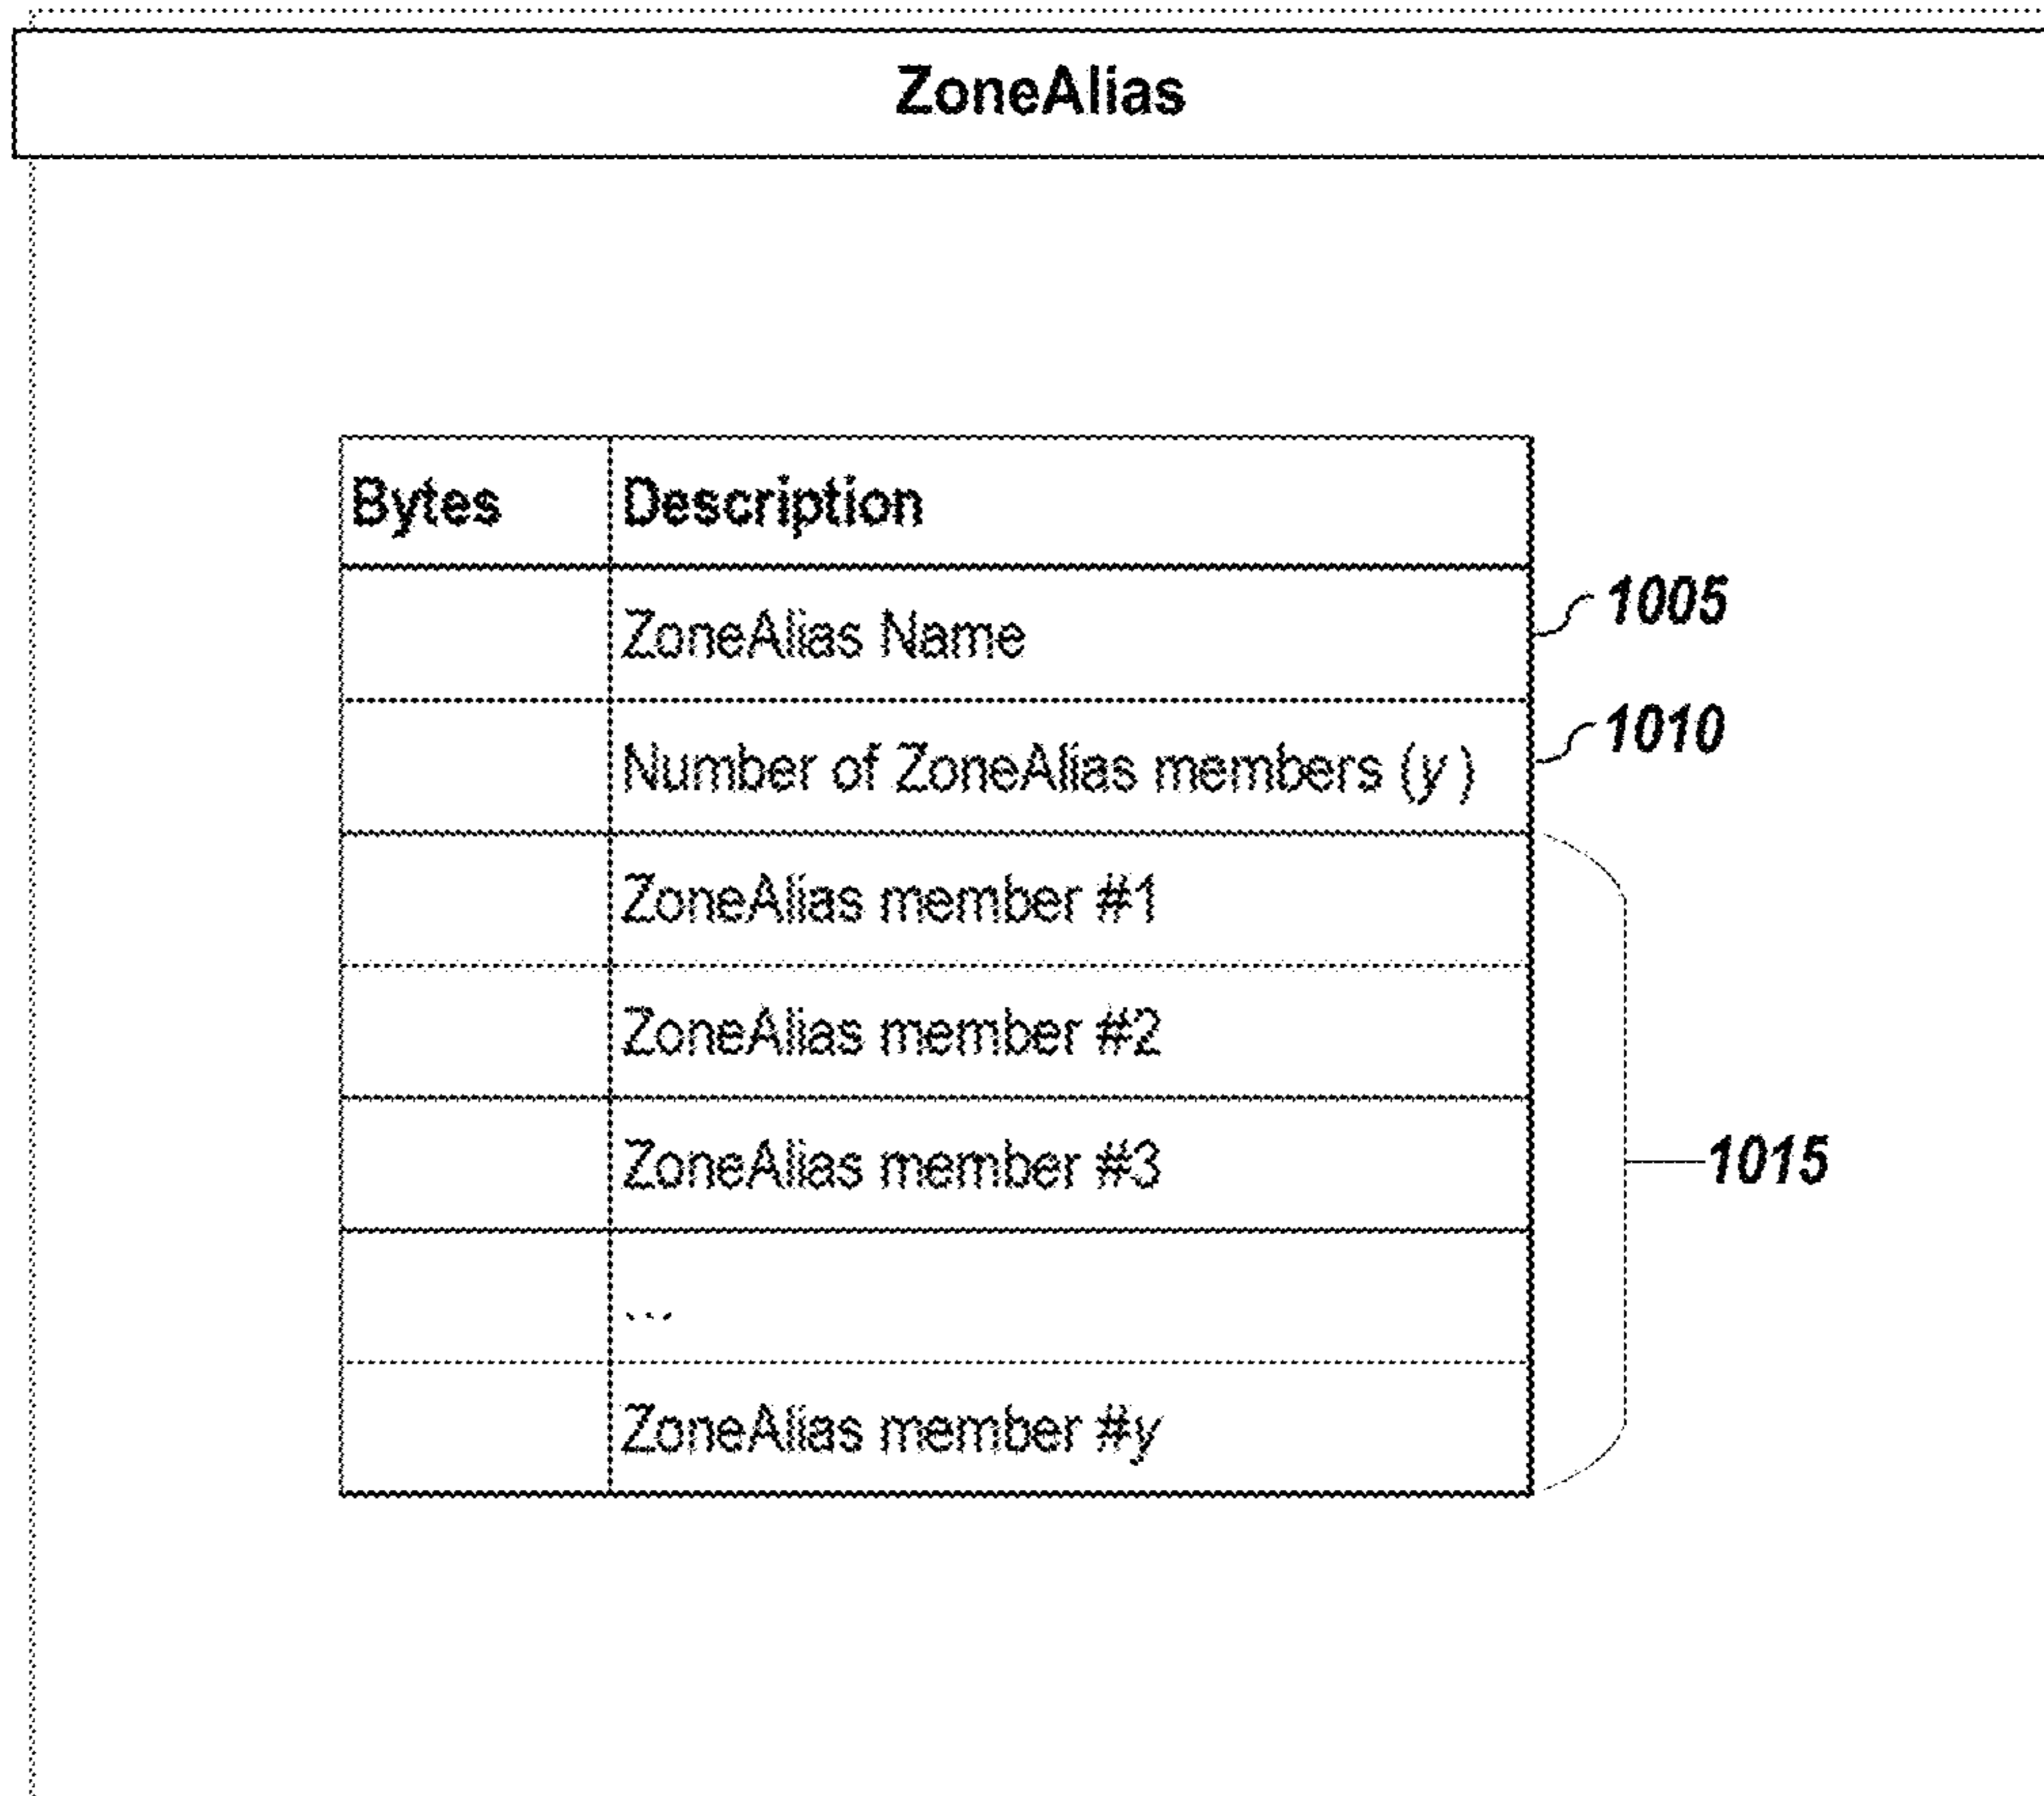 ZoneAlias
Bytes Description
ZoneAlias Name
1005
Number of ZoneAlias members (y)
1010
ZoneAlias member #1
ZoneAlias member #2
ZoneAlias member #3
1015
...
ZoneAlias member #y